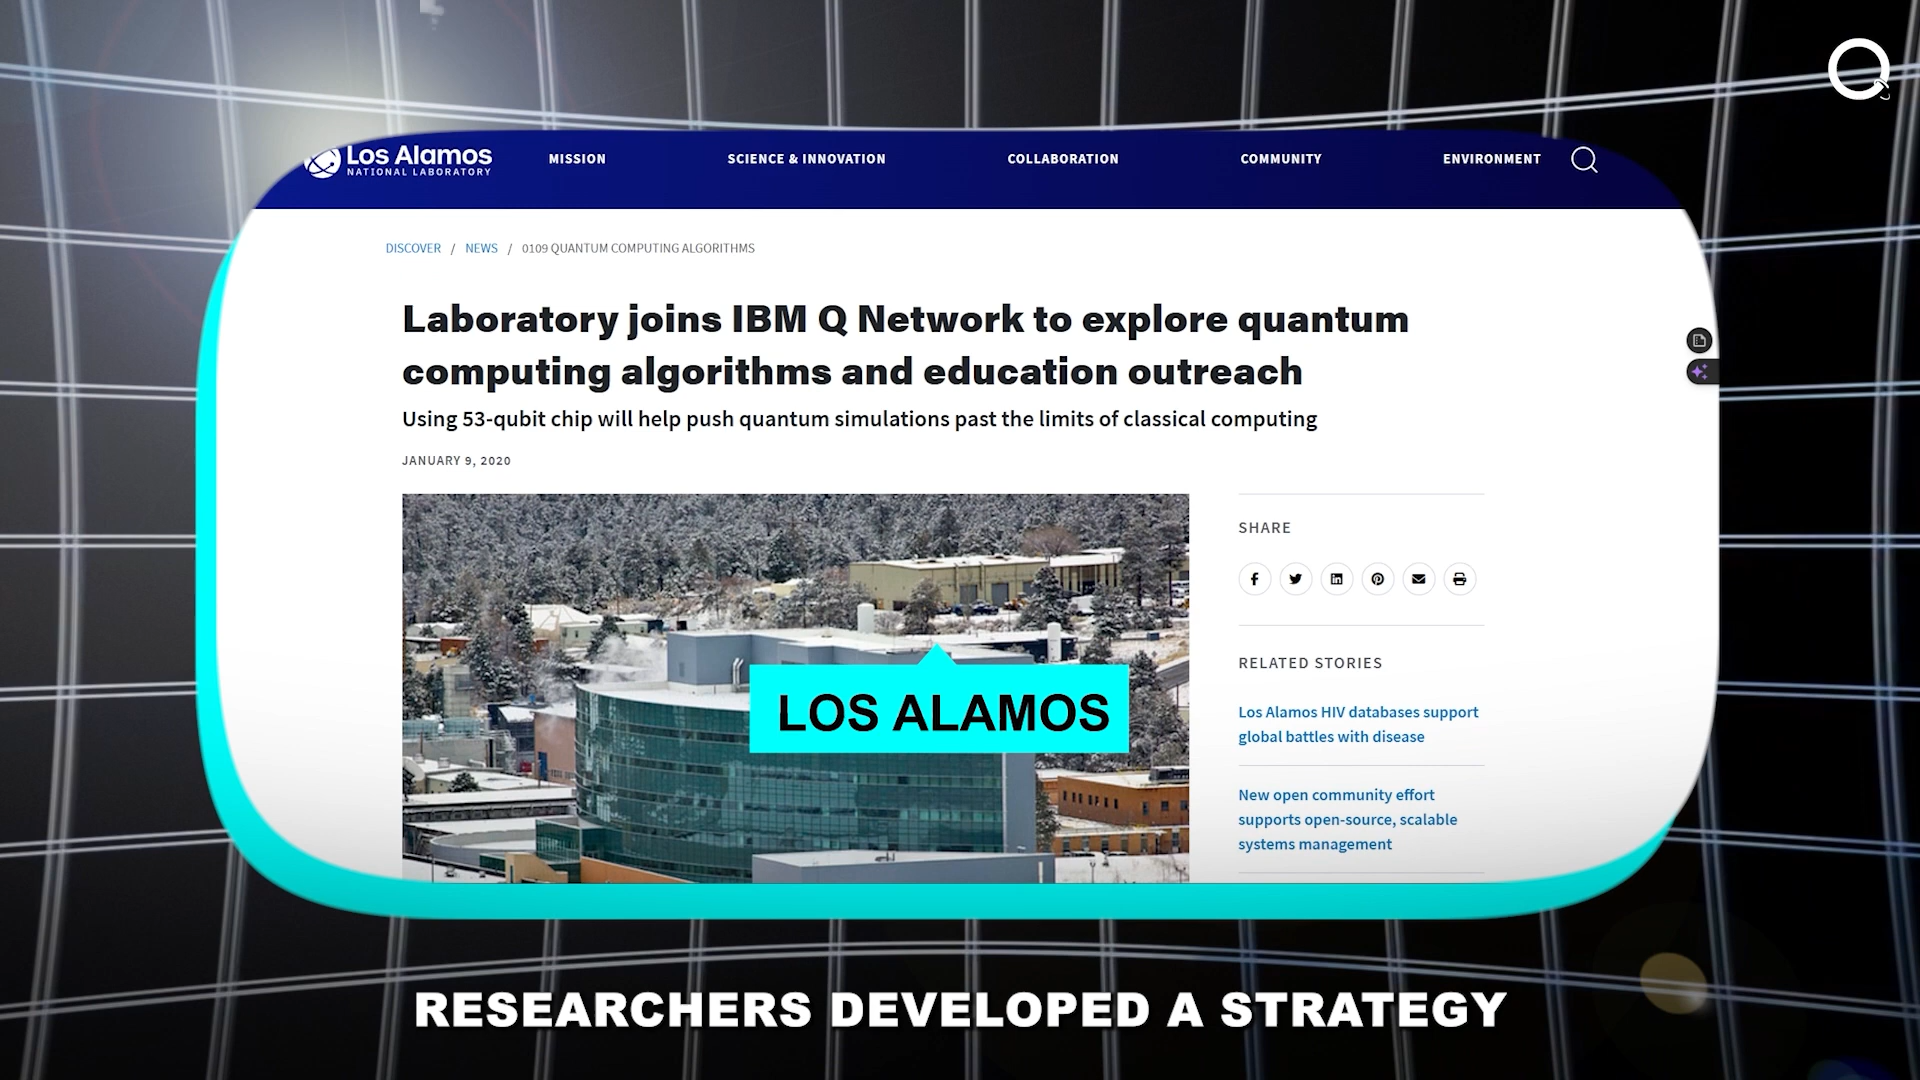 Los Alamos
NATIONAL LABORATORY
MISSION
SCIENCE & INNOVATION
COLLABORATION
COMMUNITY
ENVIRONMENT
DISCOVER / NEWS / 0109 QUANTUM COMPUTING ALGORITHMS
Laboratory joins IBM Q Network to explore quantum
computing algorithms and education outreach
Using 53-qubit chip will help push quantum simulations past the limits of classical computing
JANUARY 9, 2020
SHARE
RELATED STORIES
Los Alamos HIV databases support
global battles with disease
New open community effort
supports open-source, scalable
systems management
LOS ALAMOS
RESEARCHERS DEVELOPED A STRATEGY